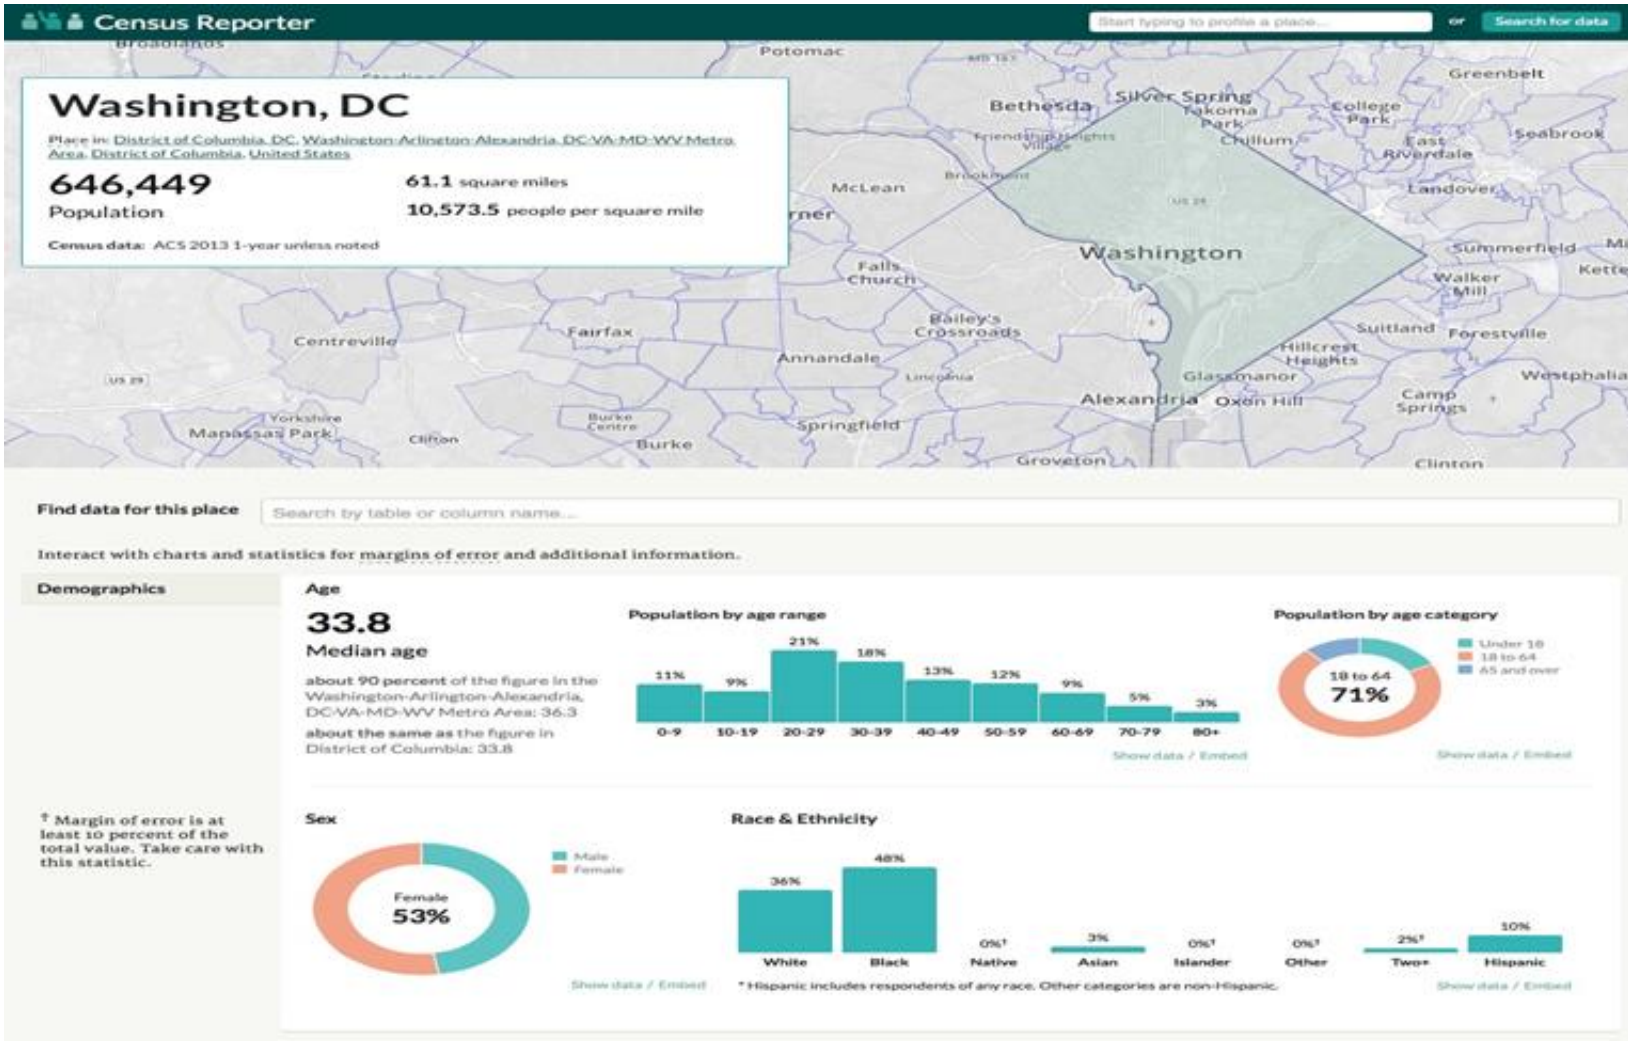 Census Reporter
Start typing to profile a place...
or
Search for data
Broadlands
Potomac
Greenbelt
Washington, DC
Place in: District of Columbia, DC, Washington-Arlington-Alexandria, DC-VA-MD-WV Metro
Area, District of Columbia, United States
646,449
Population
61.1 square miles
10,573.5 people per square mile
Census data: ACS 2013 1-year unless noted
Bethesda
Silver Spring
Takoma
Park
College
Park
Friendship Heights
Village
Chillum
East
Riverdale
Seabrook
Brookmont
McLean
Landover
US 29
rner
Washington
Summerfield
Falls
Church
Walker
Mill
Kette
Bailey's
Crossroads
Centreville
Fairfax
Suitland
Forestville
Annandale
Hillcrest
Heights
US 29
Lincolnia
Glassmanor
Westphalia
Alexandria
Oxon Hill
Camp
Springs
Yorkshire
Manassas Park
Clifton
Burke
Centre
Burke
Springfield
Groveton
Clinton
Find data for this place
Search by table or column name...
Interact with charts and statistics for margins of error and additional information.
Demographics
Age
33.8
Median age
about 90 percent of the figure in the
Washington-Arlington-Alexandria,
DC-VA-MD-WV Metro Area: 36.3
about the same as the figure in
District of Columbia: 33.8
Population by age range
11% 9% 21% 18% 13% 12% 9% 5% 3%
0-9 10-19 20-29 30-39 40-49 50-59 60-69 70-79 80+
Show data / Embed
Population by age category
Under 18
18 to 64
65 and over
18 to 64
71%
Show data / Embed
† Margin of error is at
least 10 percent of the
total value. Take care with
this statistic.
Sex
Male
Female
Female
53%
Show data / Embed
Race & Ethnicity
36% 48% 0%† 3% 0%† 0%† 2%† 10%
White Black Native Asian Islander Other Two+ Hispanic
* Hispanic includes respondents of any race. Other categories are non-Hispanic.
Show data / Embed